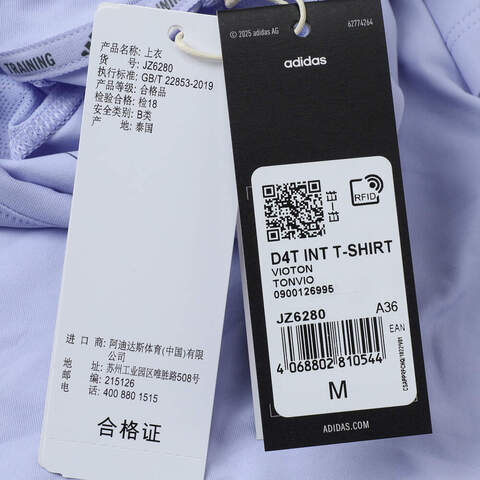 TRAINING
产品名称: 上衣
货 号: JZ6280
执行标准: GB/T 22853-2019
产品等级: 合格品
检验合格: 检18
安全类别: B类
产 地: 泰国
进 口 商: 阿迪达斯体育(中国)有限
公司
地 址: 苏州工业园区唯胜路508号
邮 编: 215126
电 话: 400 880 1515
合格证
© 2025 adidas AG
62774264
adidas
RFID
D4T INT T-SHIRT
VIOTON
TONVIO
0900126995
JZ6280
A36
EAN
4 068802 810544
M
ADIDAS.COM